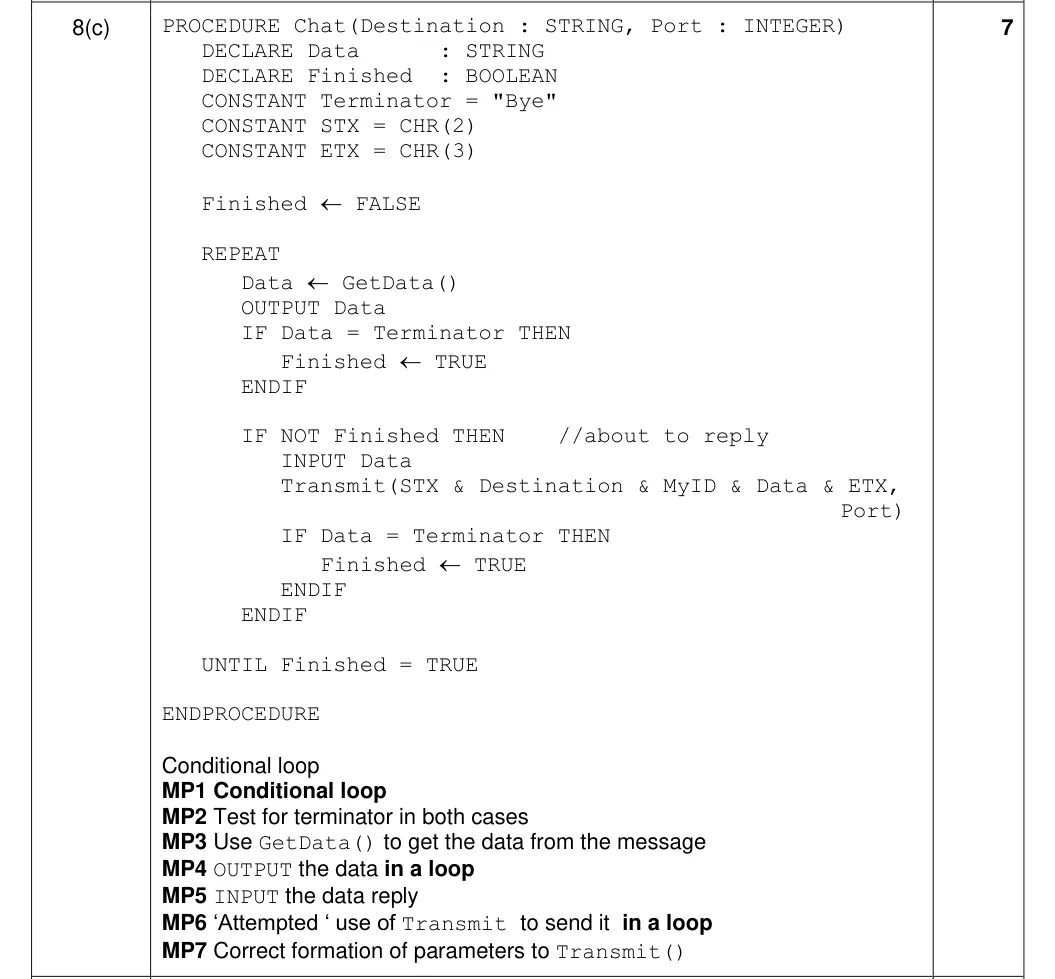 8(c)
PROCEDURE Chat(Destination : STRING, Port : INTEGER)
7
DECLARE Data : STRING
DECLARE Finished : BOOLEAN
CONSTANT Terminator = "Bye"
CONSTANT STX = CHR(2)
CONSTANT ETX = CHR(3)
Finished ← FALSE
REPEAT
Data ← GetData()
OUTPUT Data
IF Data = Terminator THEN
Finished ← TRUE
ENDIF
IF NOT Finished THEN //about to reply
INPUT Data
Transmit(STX & Destination & MyID & Data & ETX,
Port)
IF Data = Terminator THEN
Finished ← TRUE
ENDIF
ENDIF
UNTIL Finished = TRUE
ENDPROCEDURE
Conditional loop
MP1 Conditional loop
MP2 Test for terminator in both cases
MP3 Use GetData() to get the data from the message
MP4 OUTPUT the data in a loop
MP5 INPUT the data reply
MP6 ‘Attempted ‘ use of Transmit to send it in a loop
MP7 Correct formation of parameters to Transmit()